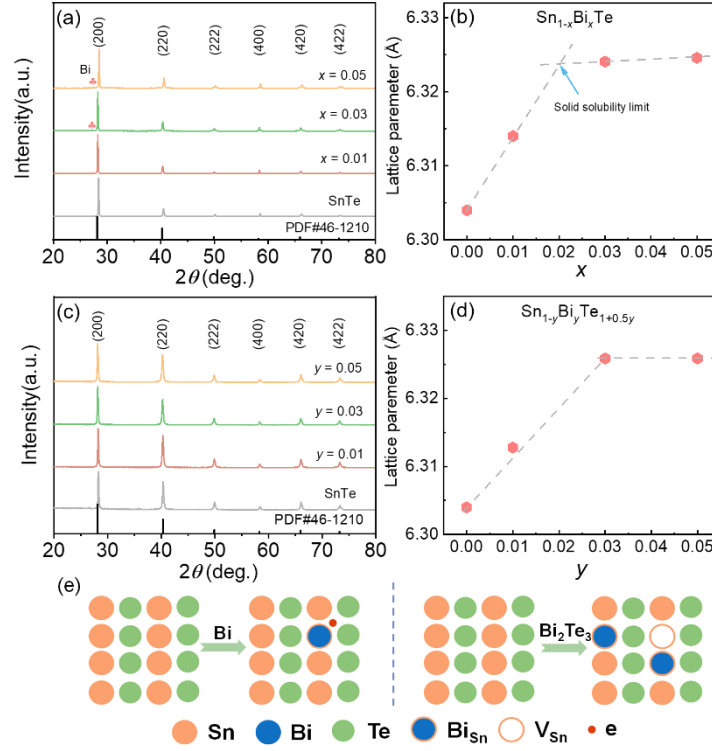 (a)
(200)
(220)
(222)
(400)
(420)
(422)
Bi
x = 0.05
x = 0.03
x = 0.01
SnTe
PDF#46-1210
Intensity(a.u.)
20 30 40 50 60 70 80
2θ (deg.)
(b)
Sn1-xBixTe
Solid solubility limit
Lattice paremeter (Å)
6.33
6.32
6.31
6.30
0.00 0.01 0.02 0.03 0.04 0.05
x
(c)
(200)
(220)
(222)
(400)
(420)
(422)
y = 0.05
y = 0.03
y = 0.01
SnTe
PDF#46-1210
Intensity(a.u.)
20 30 40 50 60 70 80
2θ (deg.)
(d)
Sn1-yBiyTe1+0.5y
Lattice paremeter (Å)
6.33
6.32
6.31
6.30
0.00 0.01 0.02 0.03 0.04 0.05
y
(e)
Bi
Bi2Te3
Sn Bi Te BiSn VSn e